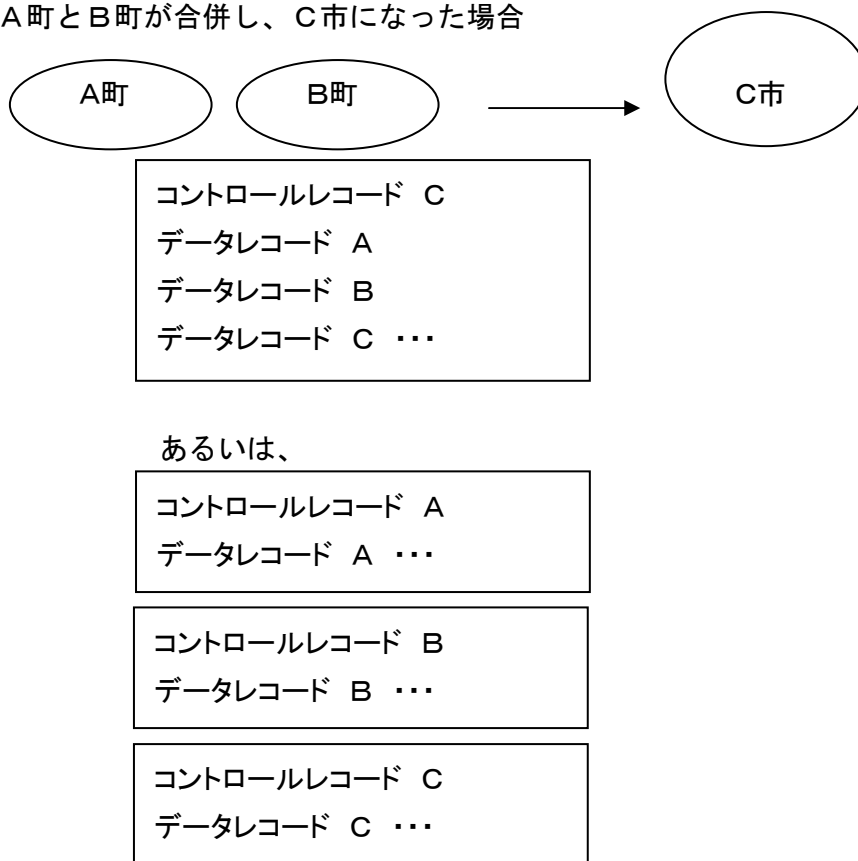 A町とB町が合併し、C市になった場合
A町 B町 C市
コントロールレコード C
データレコード A
データレコード B
データレコード C ・・・
あるいは、
コントロールレコード A
データレコード A ・・・
コントロールレコード B
データレコード B ・・・
コントロールレコード C
データレコード C ・・・